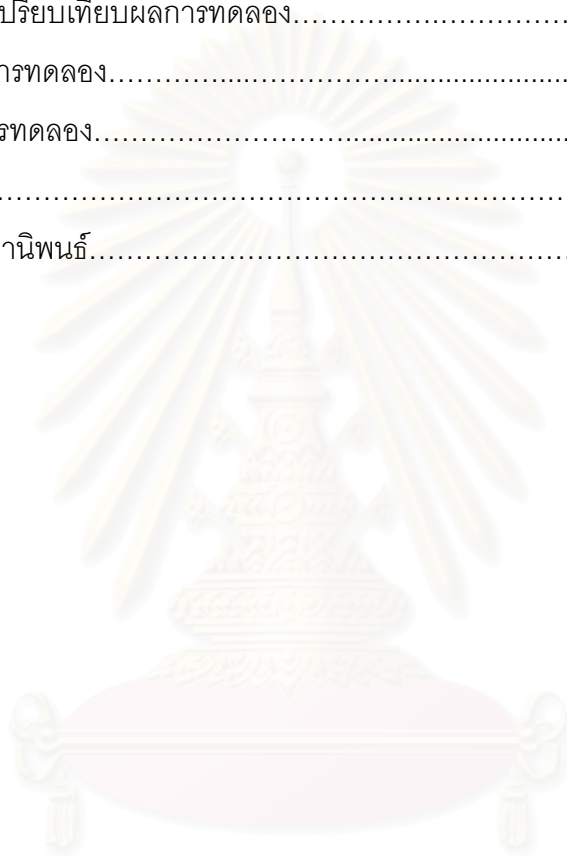 ปรียบเทียบผลการทดลอง……………..……………
ารทดลอง…………....……………............................
รทดลอง……………………...................................
………………………………………………………………
านิพนธ์……………………………………………………